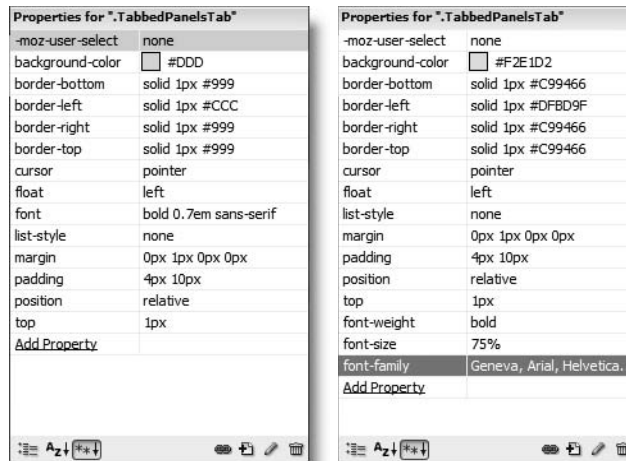 Properties for ".TabbedPanelsTab"
-moz-user-select none
background-color #DDD
border-bottom solid 1px #999
border-left solid 1px #CCC
border-right solid 1px #999
border-top solid 1px #999
cursor pointer
float left
font bold 0.7em sans-serif
list-style none
margin 0px 1px 0px 0px
padding 4px 10px
position relative
top 1px
Add Property
Properties for ".TabbedPanelsTab"
-moz-user-select none
background-color #F2E1D2
border-bottom solid 1px #C99466
border-left solid 1px #DFBD9F
border-right solid 1px #C99466
border-top solid 1px #C99466
cursor pointer
float left
list-style none
margin 0px 1px 0px 0px
padding 4px 10px
position relative
top 1px
font-weight bold
font-size 75%
font-family Geneva, Arial, Helvetica.
Add Property
AZ↓ **↓
AZ↓ **↓